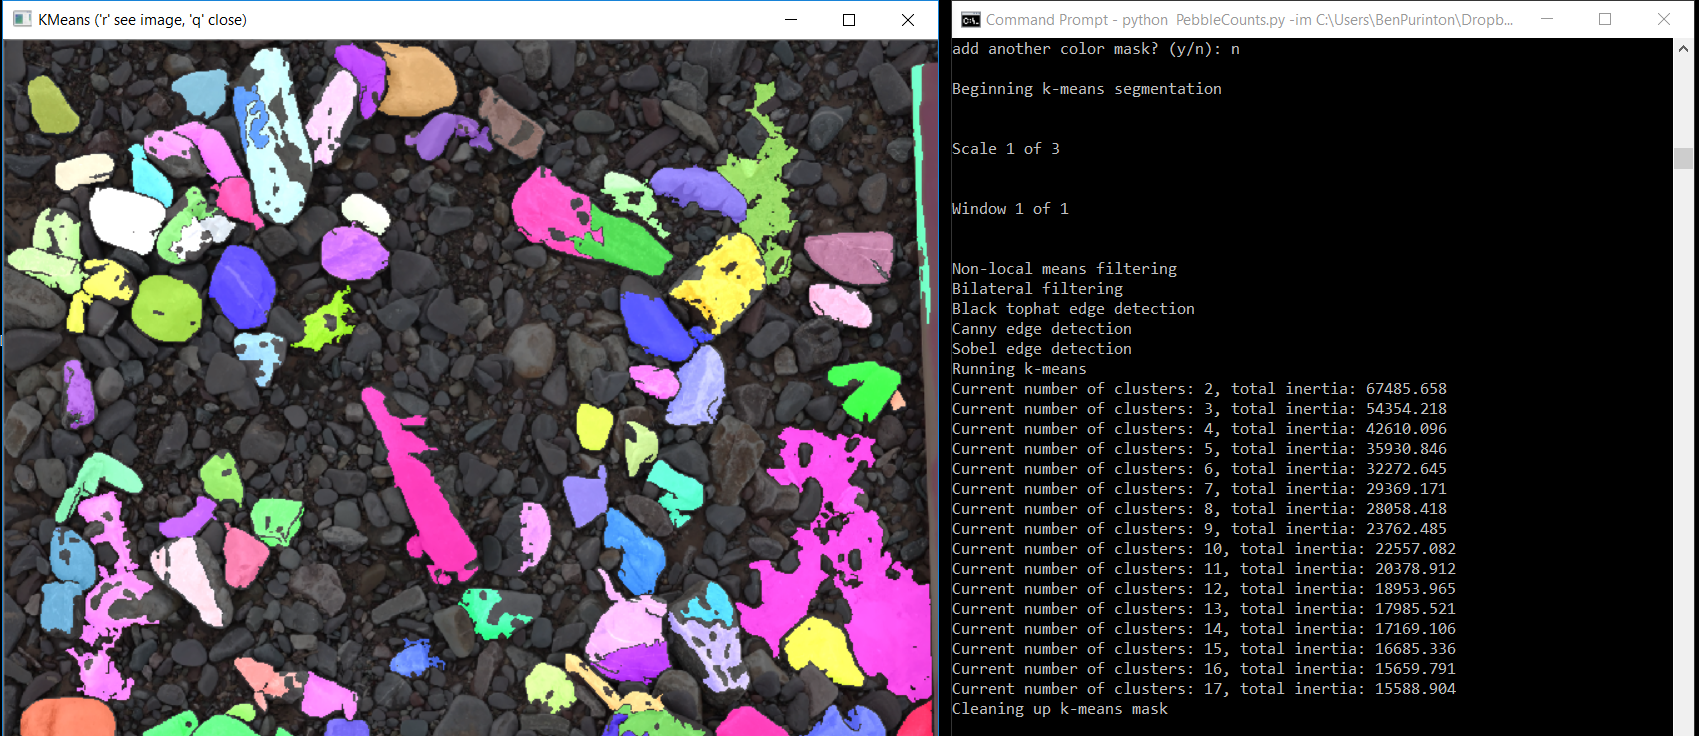 KMeans ('r' see image, 'q' close)
Command Prompt - python  PebbleCounts.py -im C:\Users\BenPurinton\Dropb...
add another color mask? (y/n): n
Beginning k-means segmentation
Scale 1 of 3
Window 1 of 1
Non-local means filtering
Bilateral filtering
Black tophat edge detection
Canny edge detection
Sobel edge detection
Running k-means
Current number of clusters: 2, total inertia: 67485.658
Current number of clusters: 3, total inertia: 54354.218
Current number of clusters: 4, total inertia: 42610.096
Current number of clusters: 5, total inertia: 35930.846
Current number of clusters: 6, total inertia: 32272.645
Current number of clusters: 7, total inertia: 29369.171
Current number of clusters: 8, total inertia: 28058.418
Current number of clusters: 9, total inertia: 23762.485
Current number of clusters: 10, total inertia: 22557.082
Current number of clusters: 11, total inertia: 20378.912
Current number of clusters: 12, total inertia: 18953.965
Current number of clusters: 13, total inertia: 17985.521
Current number of clusters: 14, total inertia: 17169.106
Current number of clusters: 15, total inertia: 16685.336
Current number of clusters: 16, total inertia: 15659.791
Current number of clusters: 17, total inertia: 15588.904
Cleaning up k-means mask